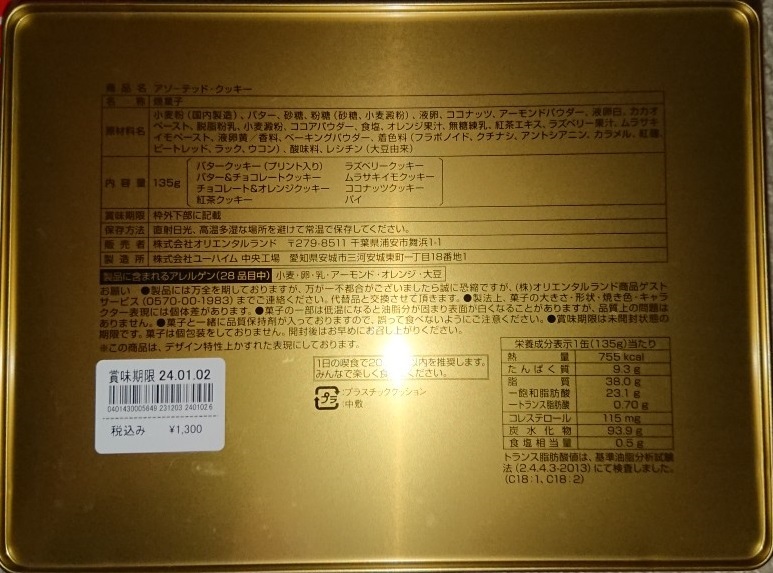 商品名 アソーテッド・クッキー
名称 焼菓子
原材料名 小麦粉(国内製造)、バター、砂糖、粉糖(砂糖、小麦澱粉)、液卵、ココナッツ、アーモンドパウダー、液卵白、カカオ
ペースト、脱脂粉乳、小麦澱粉、ココアパウダー、食塩、オレンジ果汁、無糖練乳、紅茶エキス、ラズベリー果汁、ムラサキ
イモペースト、液卵黄／香料、ベーキングパウダー、着色料(フラボノイド、クチナシ、アントシアニン、カラメル、紅麹、
ビートレッド、ラック、ウコン)、酸味料、レシチン(大豆由来)
内容量 135g
バタークッキー(プリント入り) ラズベリークッキー
バター&チョコレートクッキー ムラサキイモクッキー
チョコレート&オレンジクッキー ココナツクッキー
紅茶クッキー パイ
賞味期限 枠外下部に記載
保存方法 直射日光、高温多湿な場所を避けて常温で保存してください。
販売者 株式会社オリエンタルランド 〒279-8511 千葉県浦安市舞浜1-1
製造所 株式会社ユーハイム 中央工場 愛知県安城市三河安城東町一丁目18番地1
製品に含まれるアレルゲン(28品目中) 小麦・卵・乳・アーモンド・オレンジ・大豆
お願い ●製品には万全を期しておりますが、万が一不都合がございましたら誠に恐縮ですが、(株)オリエンタルランド商品ゲスト
サービス(0570-00-1983)までご連絡ください。代替品と交換させて頂きます。●製法上、菓子の大きさ・形状・焼き色・キャラ
クター表現には個体差があります。●菓子の一部は低温になると油脂分が固まり表面が白くなることがありますが、品質上の問題は
ありません。●菓子と一緒に品質保持剤が入っておりますので、誤って食べないようにご注意ください。●賞味期限は未開封状態の
期限です。菓子は個包装をしていません。開封後はお早めにお召し上がりください。
※この商品は、デザイン特性上かすれた表現にしております。
1日の喫食で20 以内を推奨します。
みんなで楽しく食 ください。
プラ :プラスチッククッション
:中敷
賞味期限 24.01.02
0401430005649 231203 240102 6
税込み ¥1,300
栄養成分表示1缶(135g)当たり
熱量 755 kcal
たんぱく質 9.3 g
脂質 38.0 g
ー飽和脂肪酸 23.1 g
ートランス脂肪酸 0.70 g
コレステロール 115 mg
炭水化物 93.9 g
食塩相当量 0.5 g
トランス脂肪酸値は、基準油脂分析試験
法(2.4.4.3-2013)にて検査しました。
(C18:1、C18:2)